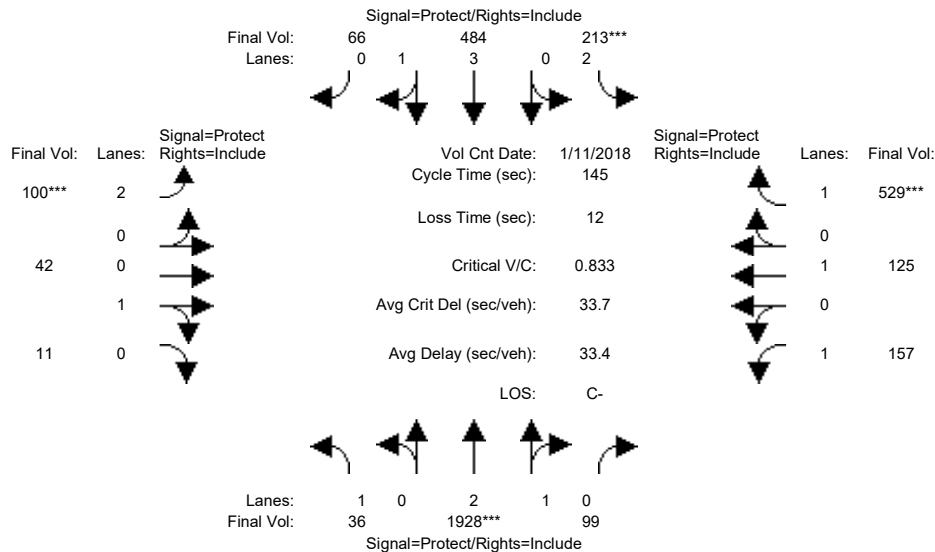 Signal=Protect/Rights=Include
Final Vol: 66 484 213***
Lanes: 0 1 3 0 2
Signal=Protect
Final Vol: Lanes: Rights=Include
Vol Cnt Date: 1/11/2018
Signal=Protect
Rights=Include Lanes: Final Vol:
Cycle Time (sec): 145
100*** 2
1 529***
Loss Time (sec): 12
0
0
42 0
Critical V/C: 0.833
1 125
1
Avg Crit Del (sec/veh): 33.7
0
11 0
Avg Delay (sec/veh): 33.4
1 157
LOS: C-
Lanes: 1 0 2 1 0
Final Vol: 36 1928*** 99
Signal=Protect/Rights=Include